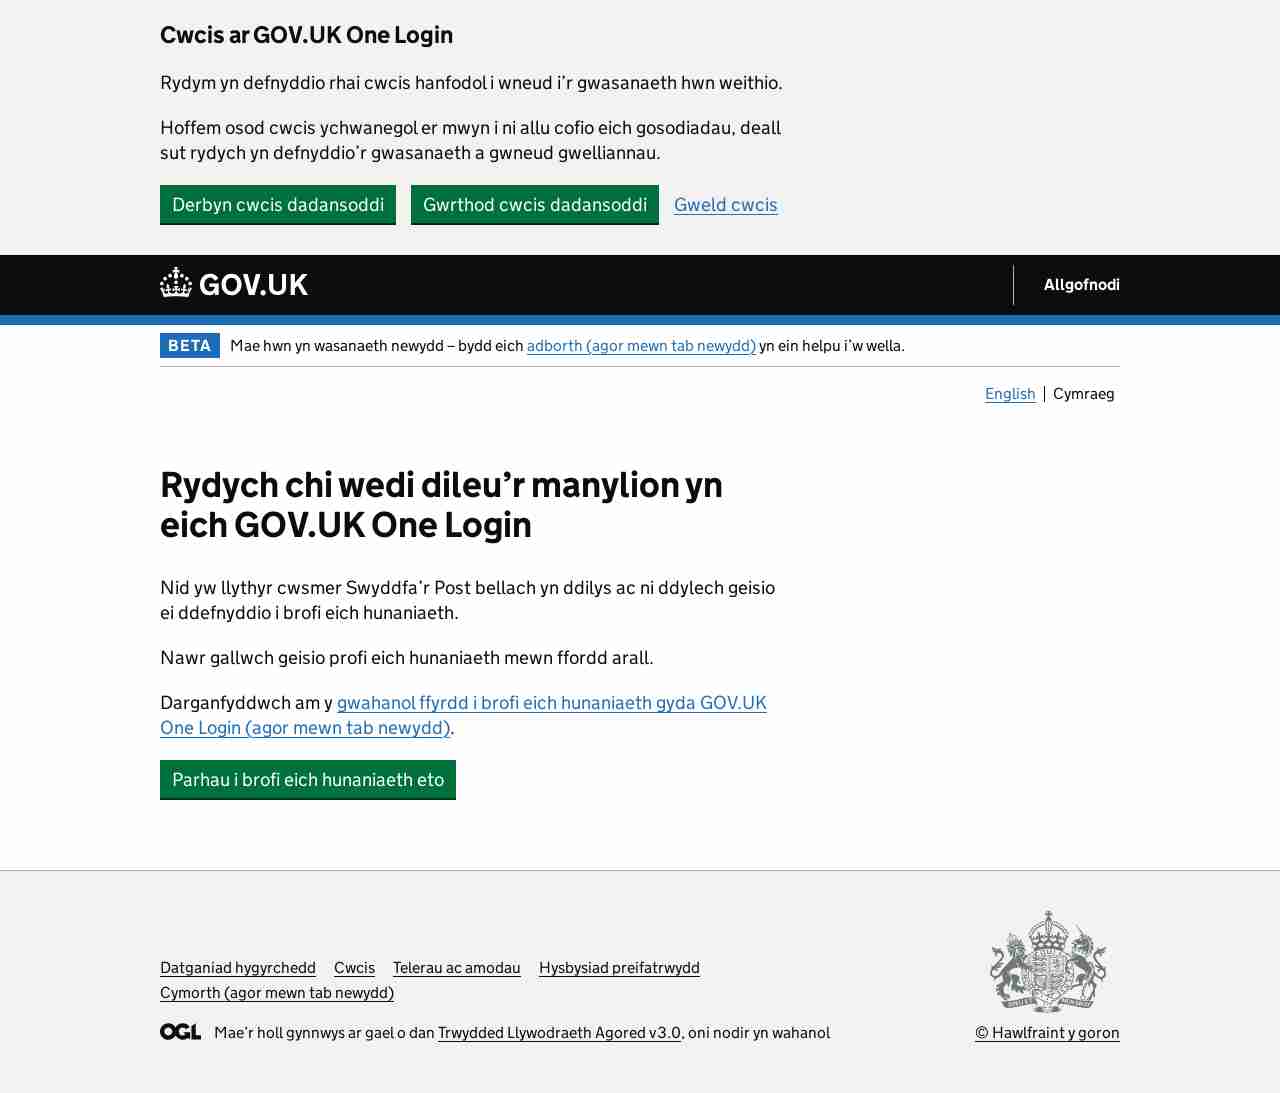 Cwcis ar GOV.UK One Login
Rydym yn defnyddio rhai cwcis hanfodol i wneud i’r gwasanaeth hwn weithio.
Hoffem osod cwcis ychwanegol er mwyn i ni allu cofio eich gosodiadau, deall
sut rydych yn defnyddio’r gwasanaeth a gwneud gwelliannau.
Derbyn cwcis dadansoddi
Gwrthod cwcis dadansoddi
Gweld cwcis
GOV.UK
Allgofnodi
BETA
Mae hwn yn wasanaeth newydd – bydd eich adborth (agor mewn tab newydd) yn ein helpu i’w wella.
English
Cymraeg
Rydych chi wedi dileu’r manylion yn
eich GOV.UK One Login
Nid yw llythyr cwsmer Swyddfa’r Post bellach yn ddilys ac ni ddylech geisio
ei ddefnyddio i brofi eich hunaniaeth.
Nawr gallwch geisio profi eich hunaniaeth mewn ffordd arall.
Darganfyddwch am y gwahanol ffyrdd i brofi eich hunaniaeth gyda GOV.UK
One Login (agor mewn tab newydd).
Parhau i brofi eich hunaniaeth eto
Datganiad hygyrchedd
Cwcis
Telerau ac amodau
Hysbysiad preifatrwydd
Cymorth (agor mewn tab newydd)
OGL
Mae’r holl gynnwys ar gael o dan Trwydded Llywodraeth Agored v3.0, oni nodir yn wahanol
© Hawlfraint y goron